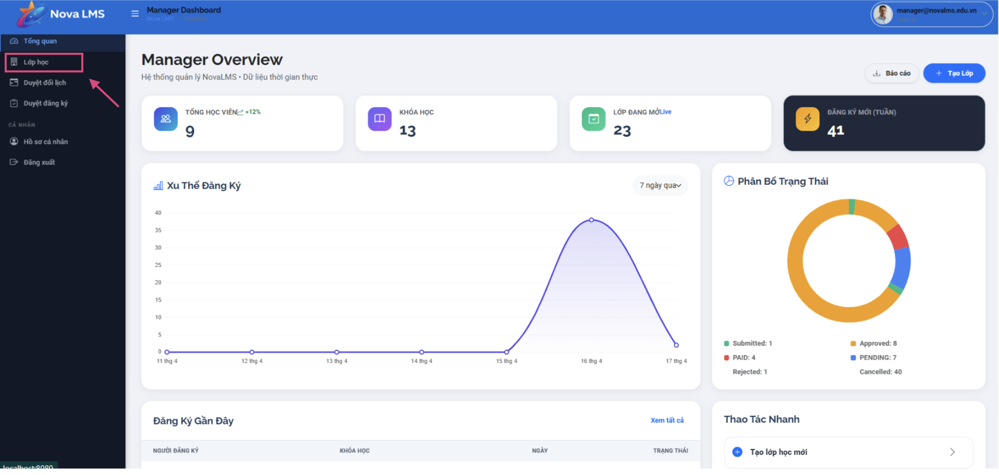 Nova LMS
Manager Dashboard
Nova LMS / Analytics
manager@novalms.edu.vn
Tổng quan
Lớp học
Duyệt đổi lịch
Duyệt đăng ký
CÁ NHÂN
Hồ sơ cá nhân
Đăng xuất
Manager Overview
Hệ thống quản lý NovaLMS • Dữ liệu thời gian thực
Báo cáo
+ Tạo Lớp
TỔNG HỌC VIÊN +12%
9
KHÓA HỌC
13
LỚP ĐANG MỞ Live
23
ĐĂNG KÝ MỚI (TUẦN)
41
Xu Thế Đăng Ký
7 ngày qua
40
35
30
25
20
15
10
5
0
11 thg 4 12 thg 4 13 thg 4 14 thg 4 15 thg 4 16 thg 4 17 thg 4
Phân Bổ Trạng Thái
Submitted: 1 Approved: 8
PAID: 4 PENDING: 7
Rejected: 1 Cancelled: 40
Đăng Ký Gần Đây
Xem tất cả
NGƯỜI ĐĂNG KÝ KHÓA HỌC NGÀY TRẠNG THÁI
Thao Tác Nhanh
Tạo lớp học mới
localhost:8080